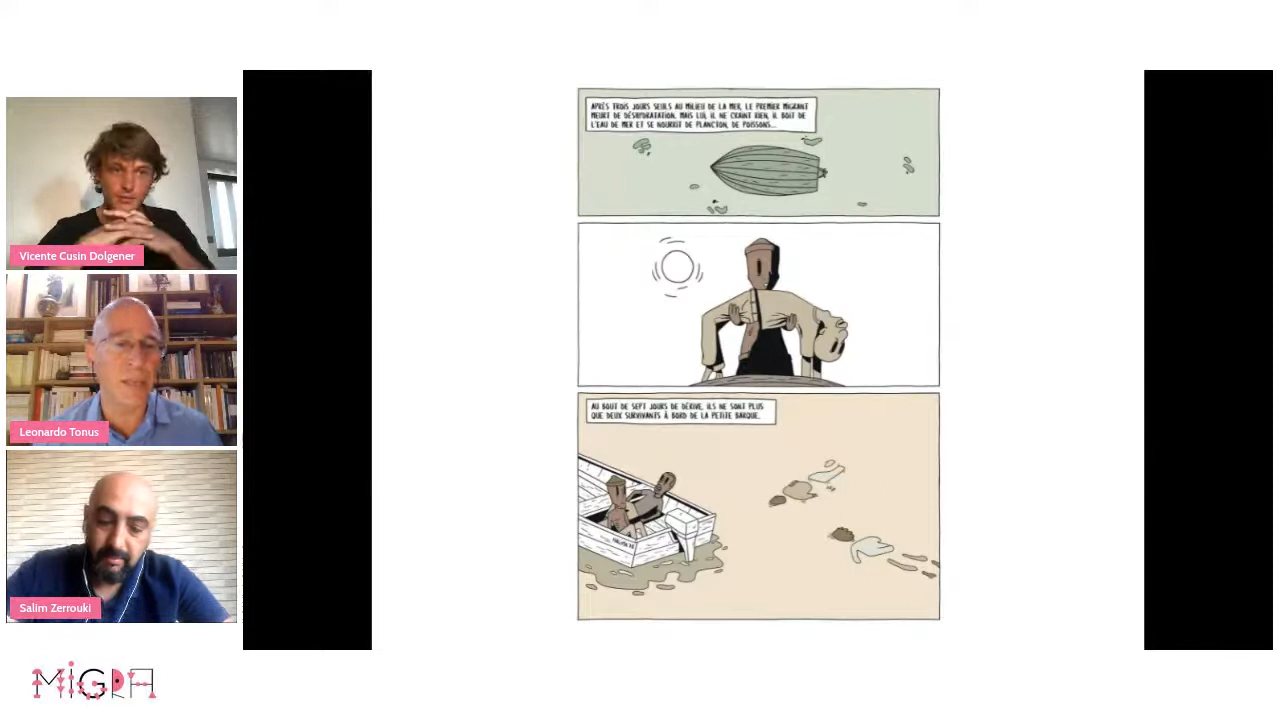 Vicente Cusin Dolgener
Leonardo Tonus
Salim Zerrouki
MiGRA
APRÈS TROIS JOURS SEULS AU MILIEU DE LA MER, LE PREMIER MIGRANT
MEURT DE DÉSHYDRATATION. MAIS LUI, IL NE CRAINT RIEN, IL BOIT DE
L'EAU DE MER ET SE NOURRIT DE PLANCTON, DE POISSONS...
AU BOUT DE SEPT JOURS DE DÉRIVE, ILS NE SONT PLUS
QUE DEUX SURVIVANTS À BORD DE LA PETITE BARQUE.